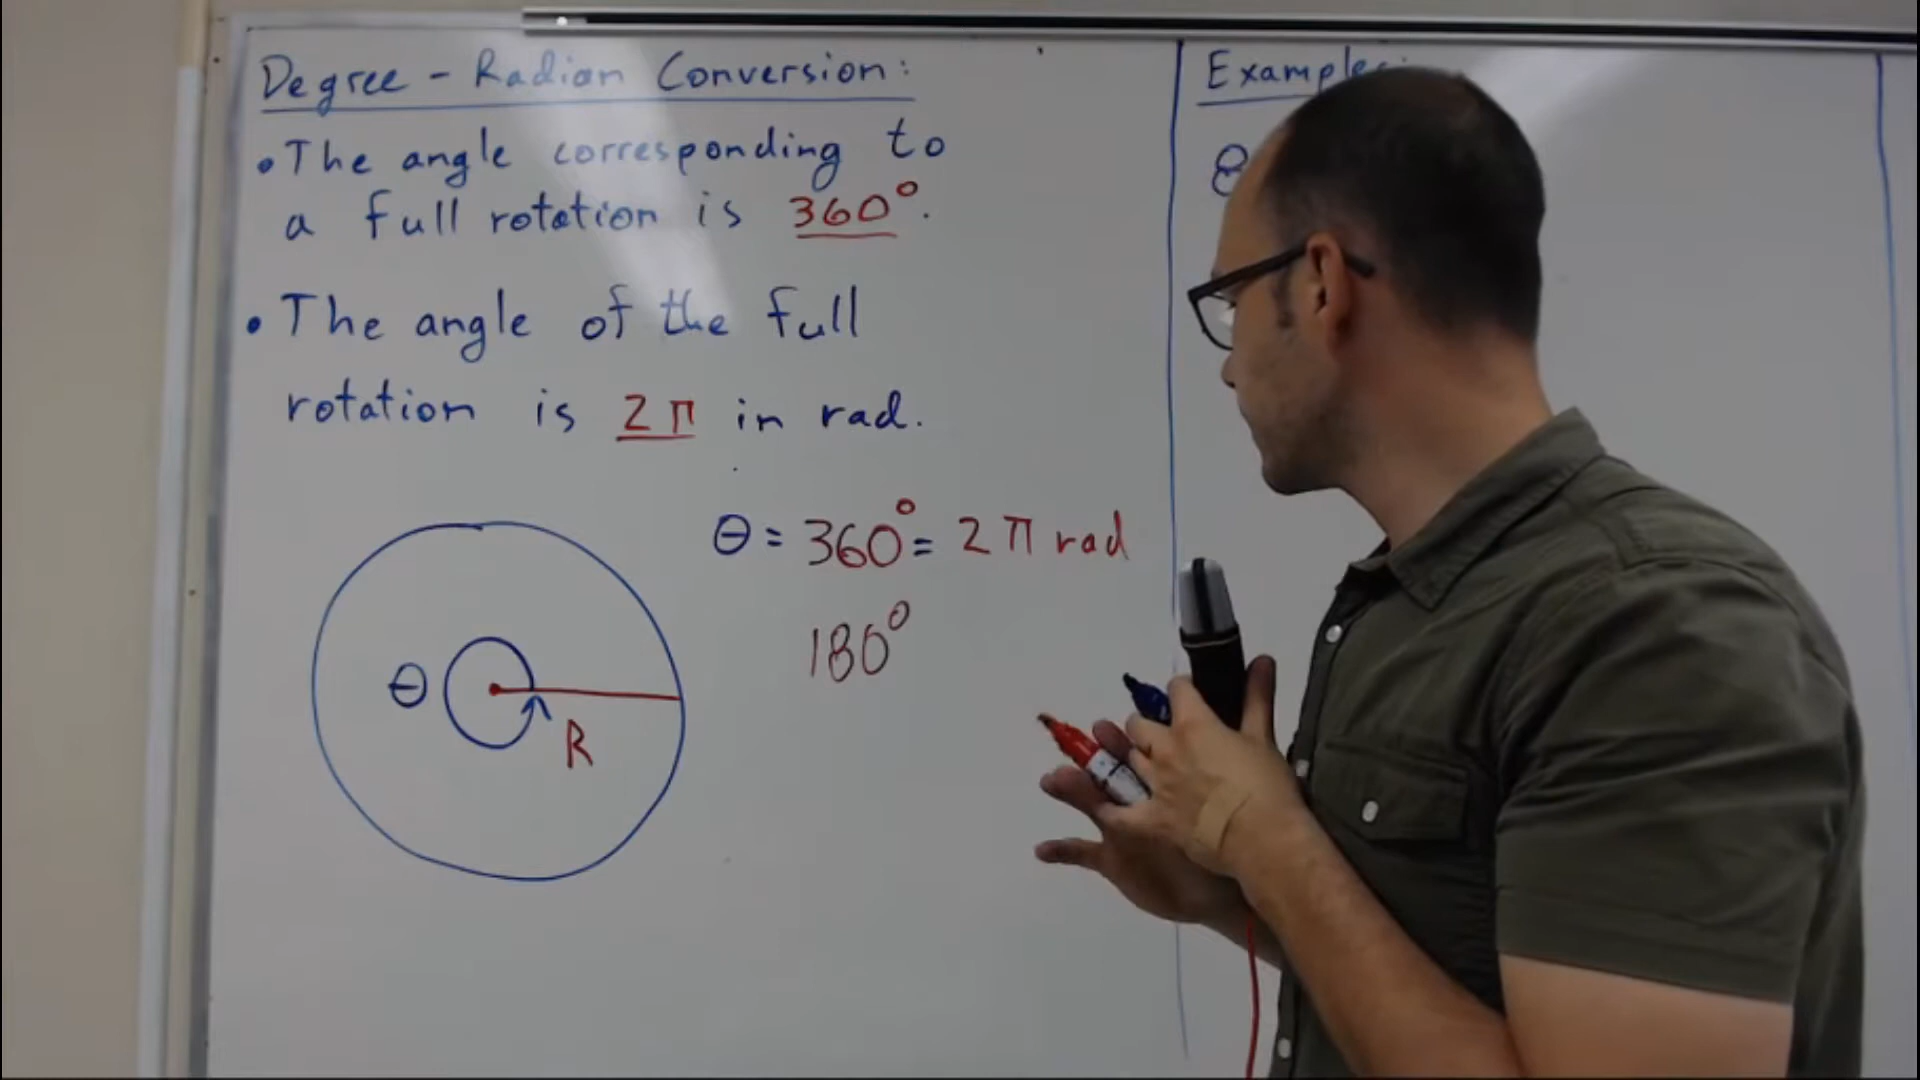 Degree - Radian Conversion:
• The angle corresponding to
a full rotation is 360°.
• The angle of the full
rotation is 2π in rad.
θ = 360° = 2π rad
180°
θ
R